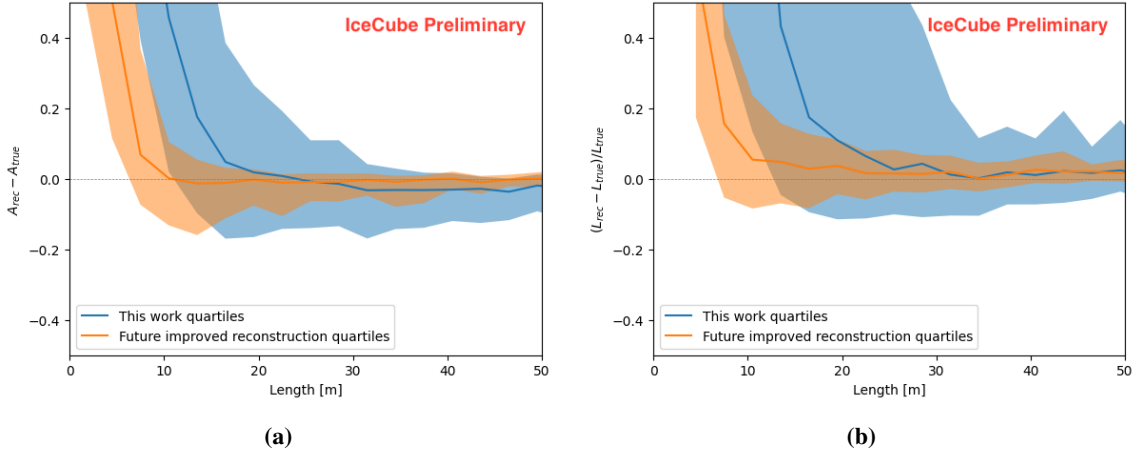 IceCube Preliminary
0.4
0.2
0.0
−0.2
−0.4
A_rec − A_true
This work quartiles
Future improved reconstruction quartiles
0 10 20 30 40 50
Length [m]
(a)
IceCube Preliminary
0.4
0.2
0.0
−0.2
−0.4
(L_rec − L_true)/L_true
This work quartiles
Future improved reconstruction quartiles
0 10 20 30 40 50
Length [m]
(b)